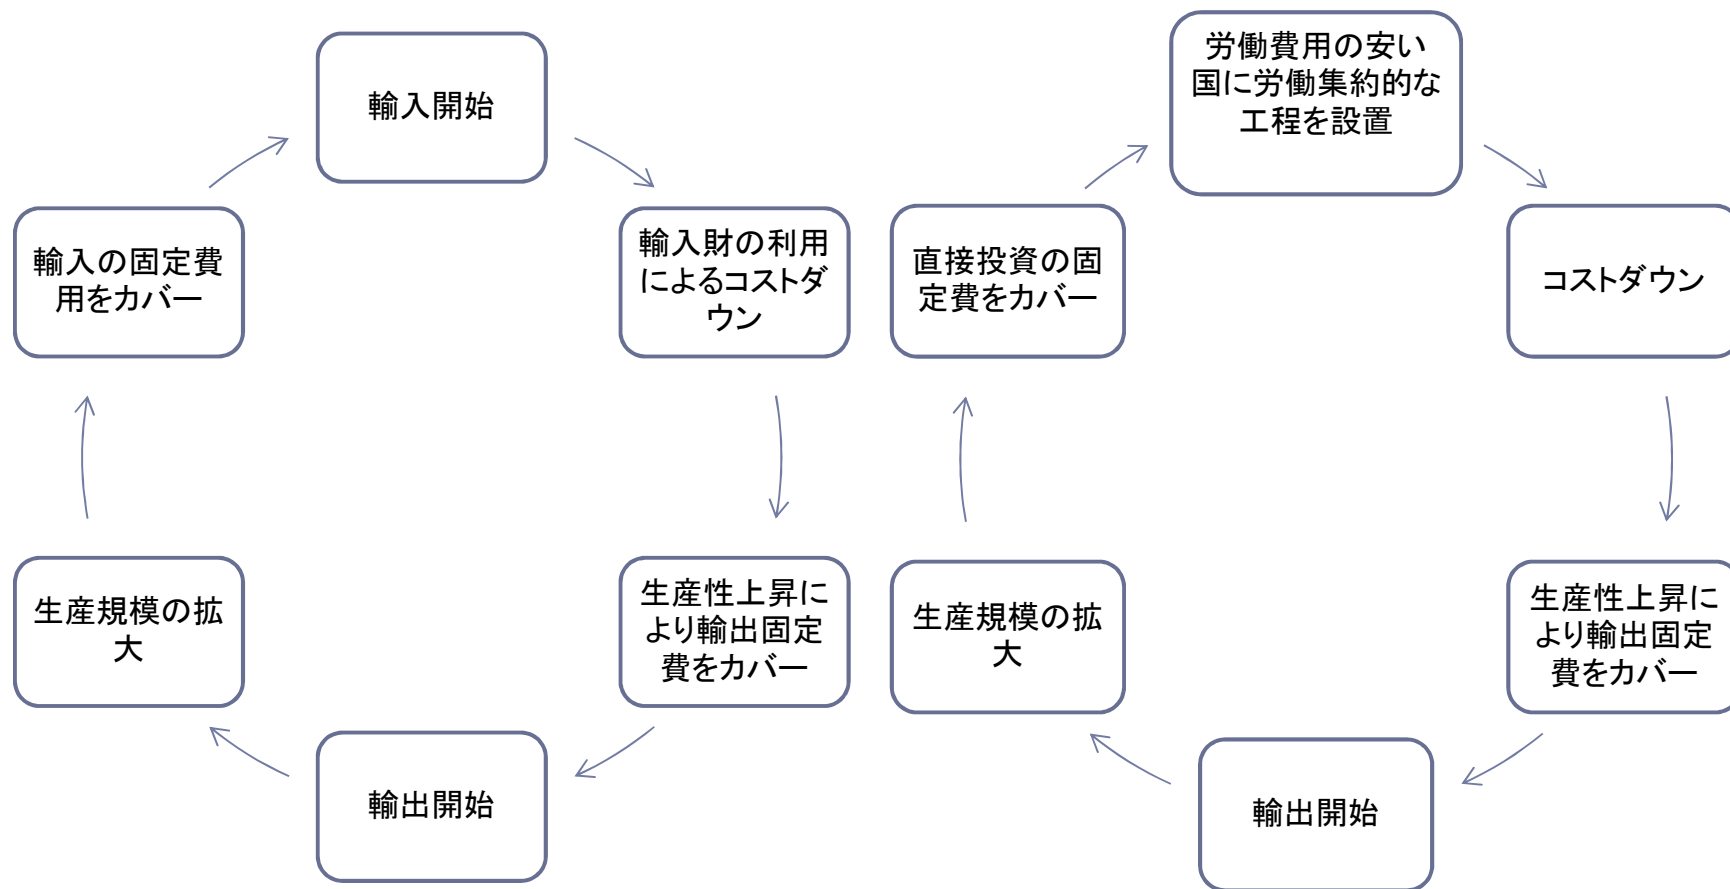 輸入開始
輸入財の利用
によるコストダ
ウン
生産性上昇に
より輸出固定
費をカバー
輸出開始
生産規模の拡
大
輸入の固定費
用をカバー
労働費用の安い
国に労働集約的な
工程を設置
コストダウン
生産性上昇に
より輸出固定
費をカバー
輸出開始
生産規模の拡
大
直接投資の固
定費をカバー